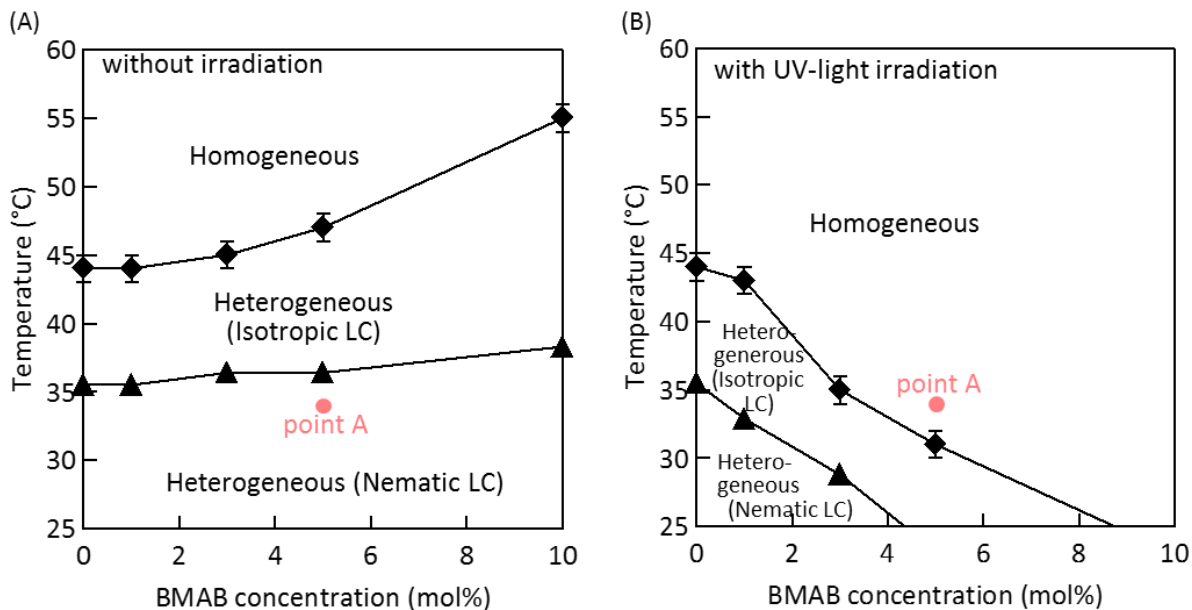 (A)
60
55
50
45
40
35
30
25
Temperature (°C)
without irradiation
Homogeneous
Heterogeneous
(Isotropic LC)
point A
Heterogeneous (Nematic LC)
0 2 4 6 8 10
BMAB concentration (mol%)
(B)
60
55
50
45
40
35
30
25
Temperature (°C)
with UV-light irradiation
Homogeneous
Hetero-
generous
(Isotropic
LC)
point A
Hetero-
geneous
(Nematic LC)
0 2 4 6 8 10
BMAB concentration (mol%)